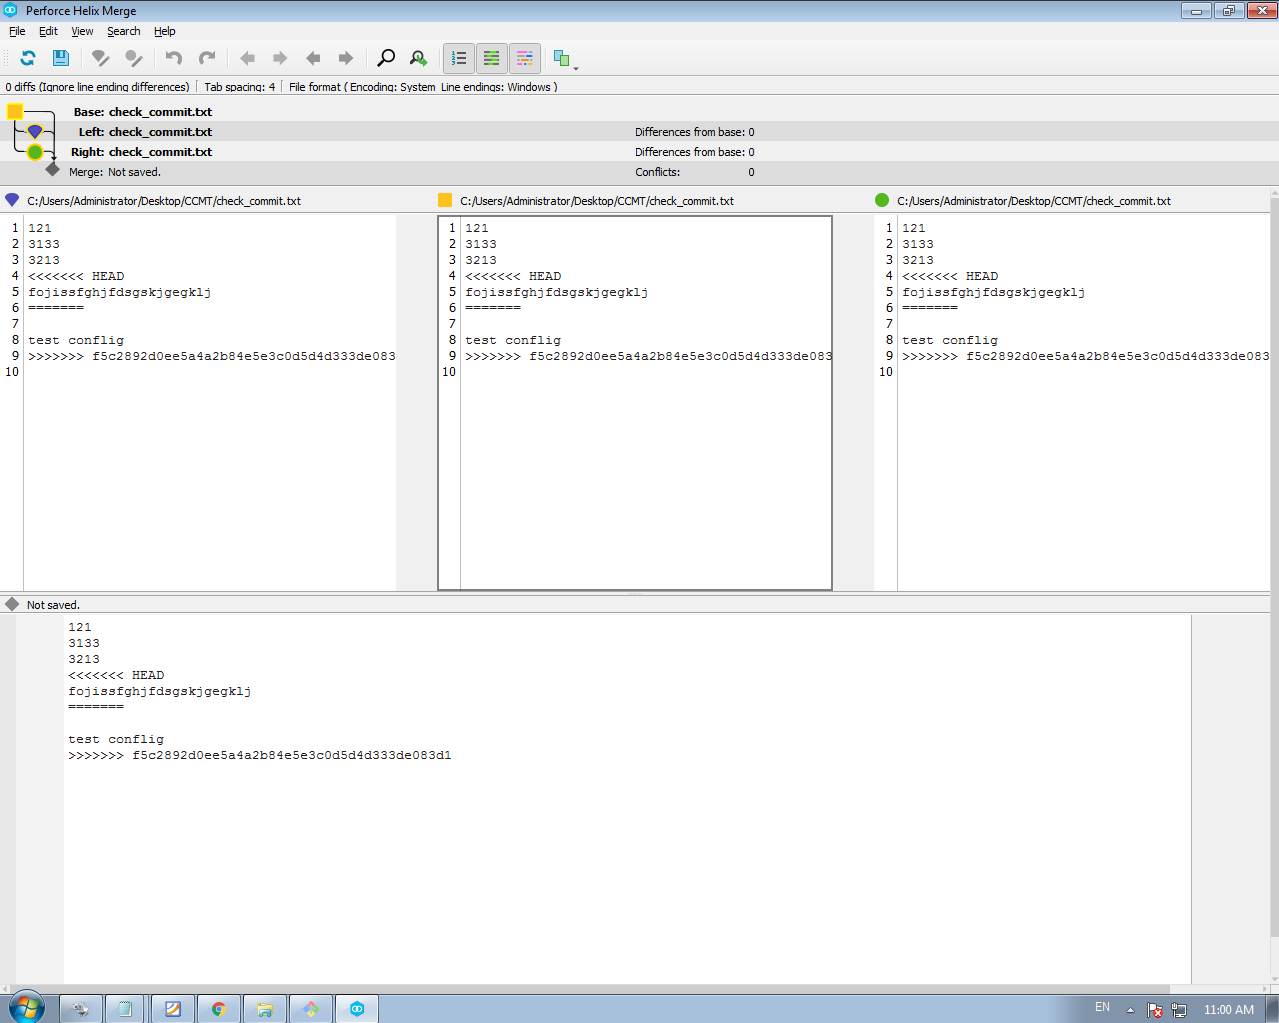 Perforce Helix Merge
File Edit View Search Help
0 diffs (Ignore line ending differences) Tab spacing: 4 File format ( Encoding: System Line endings: Windows )
Base: check_commit.txt
Left: check_commit.txt Differences from base: 0
Right: check_commit.txt Differences from base: 0
Merge: Not saved. Conflicts: 0
C:/Users/Administrator/Desktop/CCMT/check_commit.txt C:/Users/Administrator/Desktop/CCMT/check_commit.txt C:/Users/Administrator/Desktop/CCMT/check_commit.txt
1 121 1 121 1 121
2 3133 2 3133 2 3133
3 3213 3 3213 3 3213
4 <<<<<<< HEAD 4 <<<<<<< HEAD 4 <<<<<<< HEAD
5 fojissfghjfdsgskjgegklj 5 fojissfghjfdsgskjgegklj 5 fojissfghjfdsgskjgegklj
6 ======= 6 ======= 6 =======
7 7 7
8 test conflig 8 test conflig 8 test conflig
9 >>>>>>> f5c2892d0ee5a4a2b84e5e3c0d5d4d333de083 9 >>>>>>> f5c2892d0ee5a4a2b84e5e3c0d5d4d333de083 9 >>>>>>> f5c2892d0ee5a4a2b84e5e3c0d5d4d333de083
10 10 10
Not saved.
121
3133
3213
<<<<<<< HEAD
fojissfghjfdsgskjgegklj
=======
test conflig
>>>>>>> f5c2892d0ee5a4a2b84e5e3c0d5d4d333de083d1
EN 11:00 AM